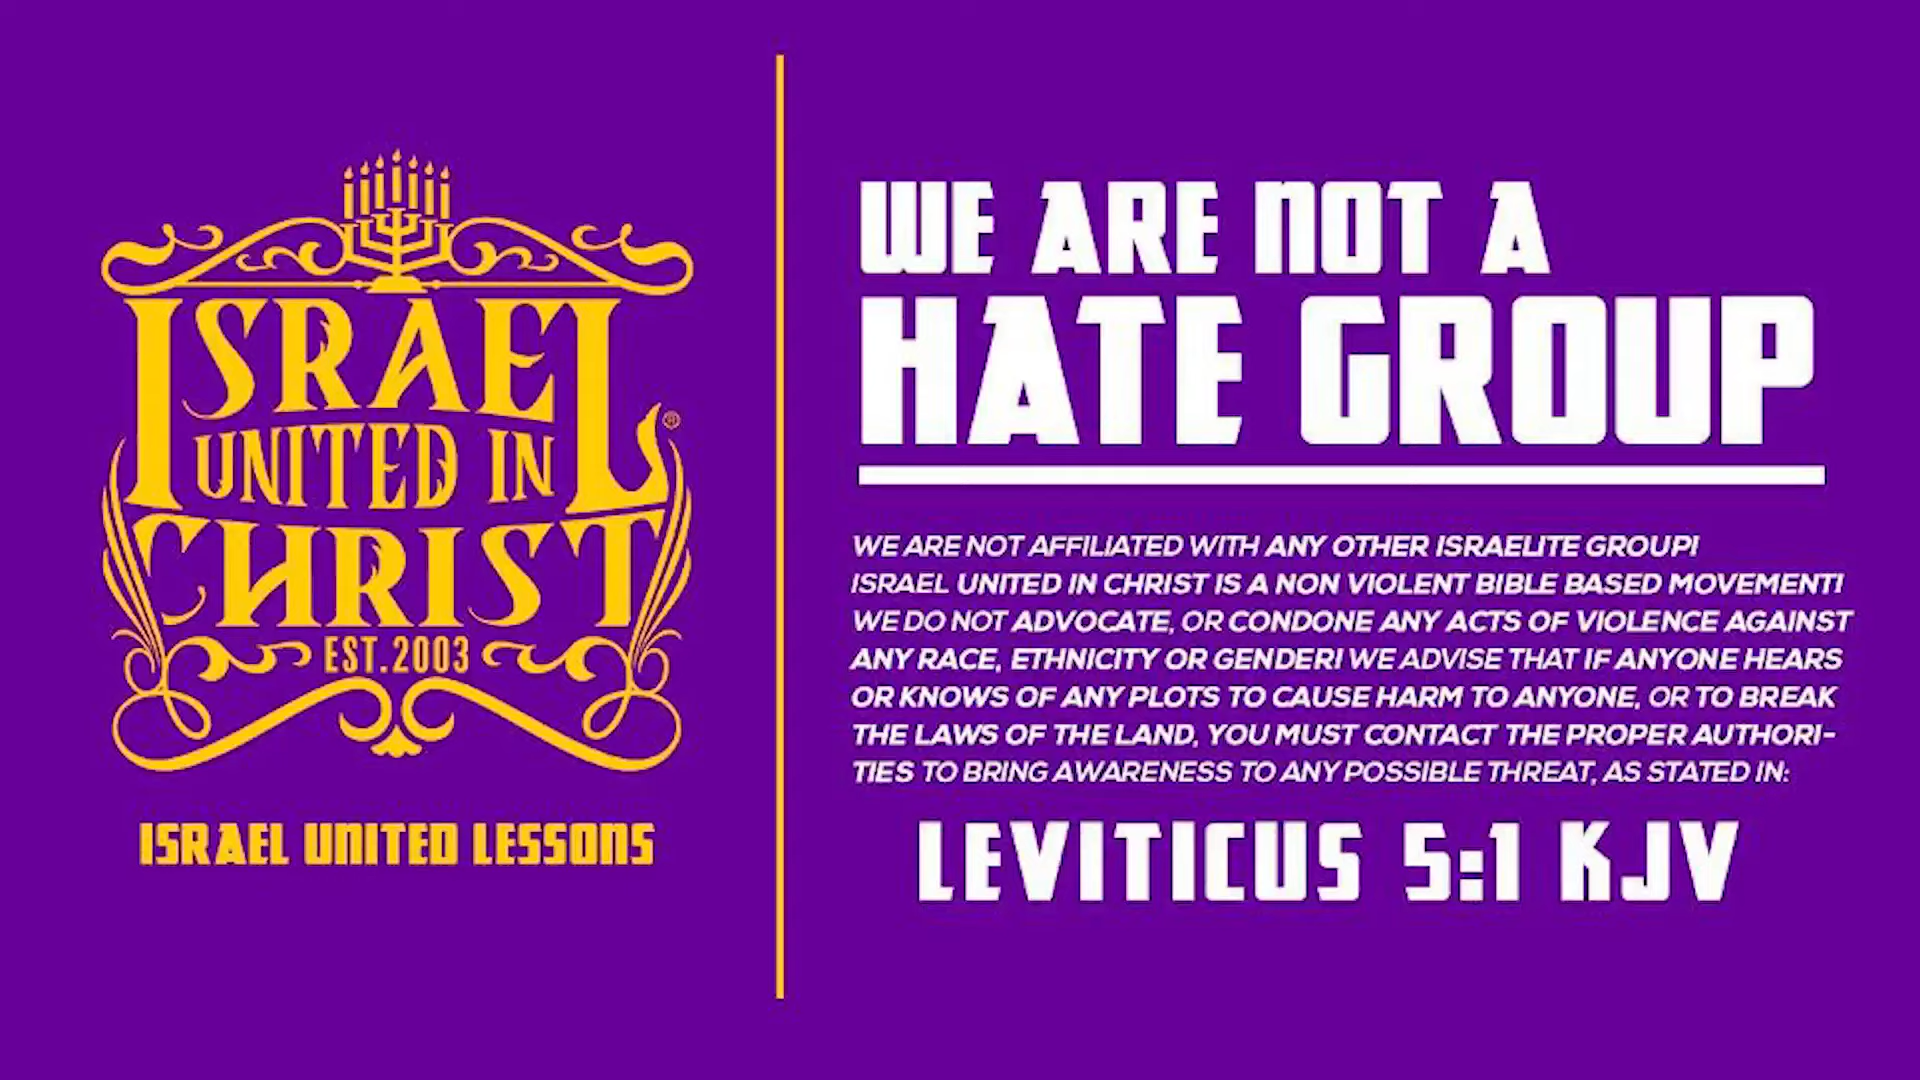 ISRAEL
UNITED IN
CHRIST
®
EST.2003
ISRAEL UNITED LESSONS
WE ARE NOT A
HATE GROUP
WE ARE NOT AFFILIATED WITH ANY OTHER ISRAELITE GROUP!
ISRAEL UNITED IN CHRIST IS A NON VIOLENT BIBLE BASED MOVEMENT!
WE DO NOT ADVOCATE, OR CONDONE ANY ACTS OF VIOLENCE AGAINST
ANY RACE, ETHNICITY OR GENDER! WE ADVISE THAT IF ANYONE HEARS
OR KNOWS OF ANY PLOTS TO CAUSE HARM TO ANYONE, OR TO BREAK
THE LAWS OF THE LAND, YOU MUST CONTACT THE PROPER AUTHORI-
TIES TO BRING AWARENESS TO ANY POSSIBLE THREAT, AS STATED IN:
LEVITICUS 5:1 KJV